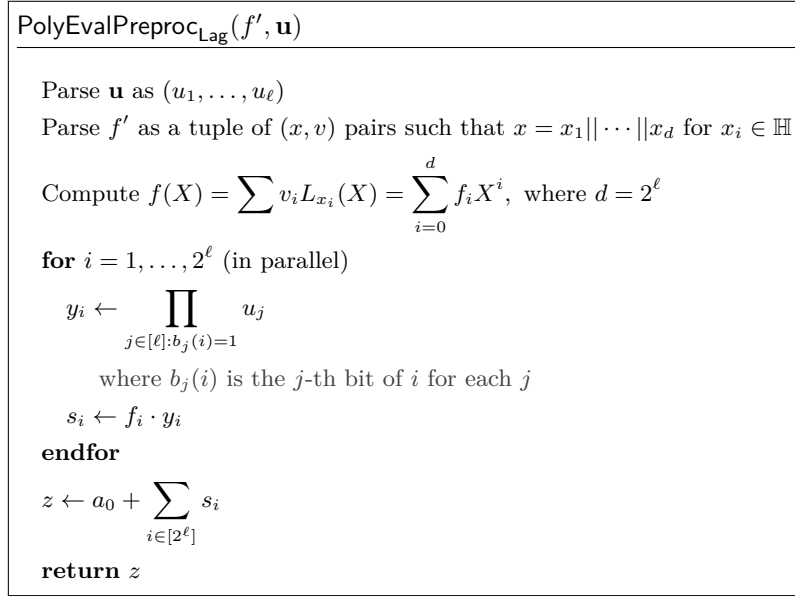 PolyEvalPreproc_Lag(f′, u)
Parse u as (u_1, …, u_ℓ)
Parse f′ as a tuple of (x, v) pairs such that x = x_1||⋯||x_d for x_i ∈ ℍ
Compute f(X) = ∑ v_i L_{x_i}(X) = ∑_{i=0}^{d} f_i X^i, where d = 2^ℓ
for i = 1, …, 2^ℓ (in parallel)
y_i ← ∏_{j∈[ℓ]:b_j(i)=1} u_j
where b_j(i) is the j-th bit of i for each j
s_i ← f_i · y_i
endfor
z ← a_0 + ∑_{i∈[2^ℓ]} s_i
return z